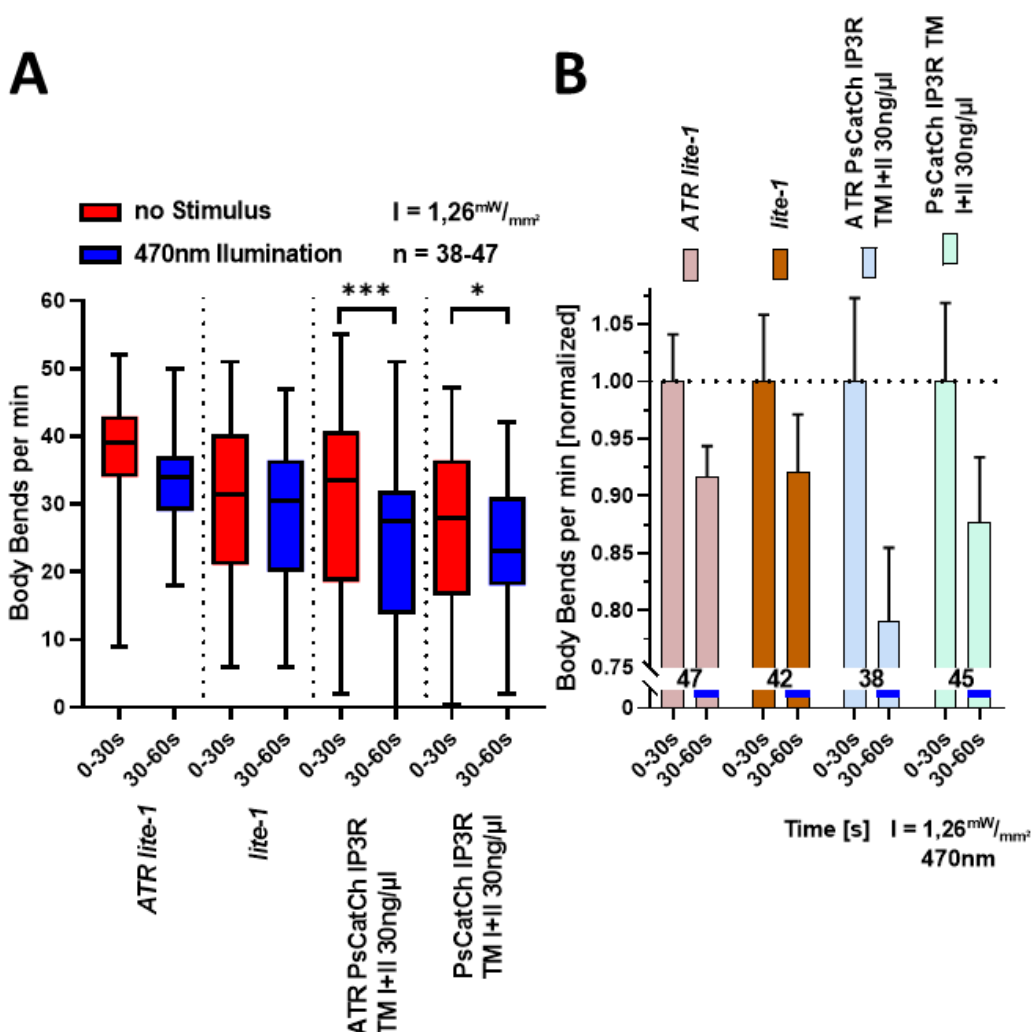 A
no Stimulus
I = 1,26mW/mm²
470nm Ilumination
n = 38-47
***
*
60
50
40
30
20
10
0
Body Bends per min
0-30s
30-60s
0-30s
30-60s
0-30s
30-60s
0-30s
30-60s
ATR lite-1
lite-1
ATR PsCatCh IP3R
TM I+II 30ng/µl
PsCatCh IP3R
TM I+II 30ng/µl
B
ATR lite-1
lite-1
ATR PsCatCh IP3R
TM I+II 30ng/µl
PsCatCh IP3R TM
I+II 30ng/µl
1.05
1.00
0.95
0.90
0.85
0.80
0.75
0
Body Bends per min [normalized]
47
42
38
45
0-30s
30-60s
0-30s
30-60s
0-30s
30-60s
0-30s
30-60s
Time [s]
I = 1,26mW/mm²
470nm